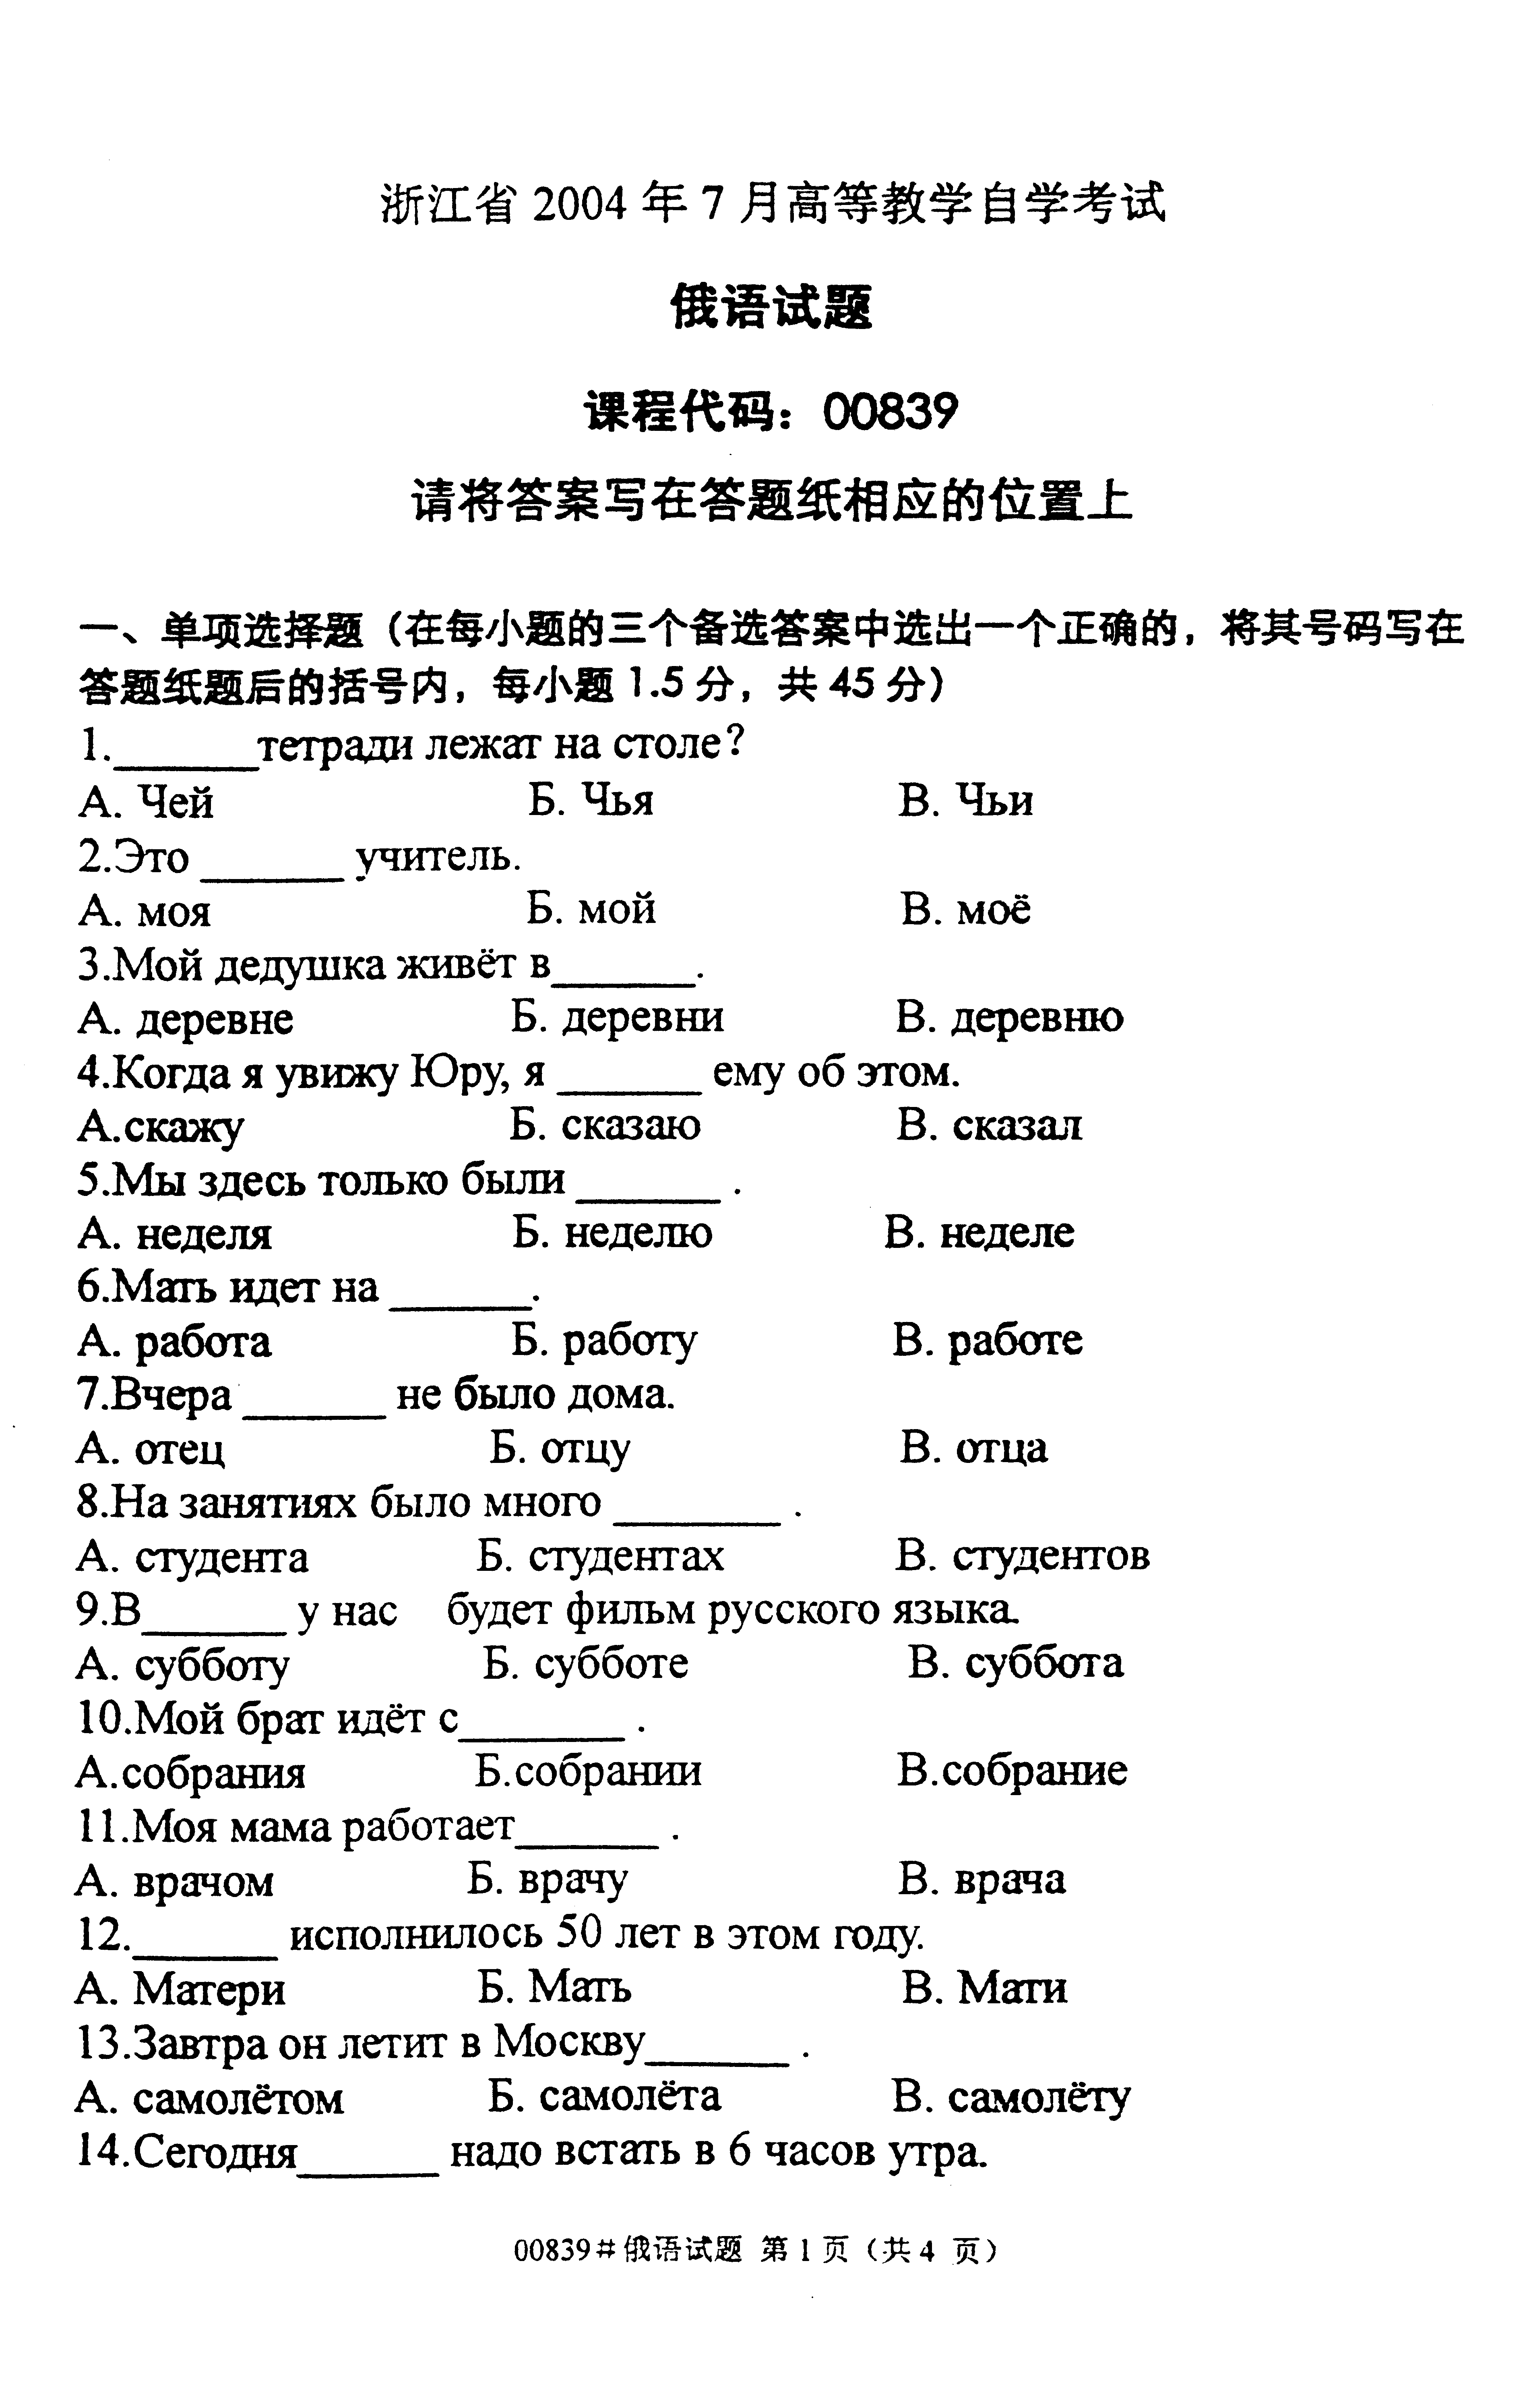 浙江省 2004 年 7 月高等教学自学考试
俄语试题
课程代码：00839
请将答案写在答题纸相应的位置上
一、单项选择题（在每小题的三个备选答案中选出一个正确的，将其号码写在
答题纸题后的括号内，每小题 1.5 分，共 45 分）
1.______тетради лежат на столе?
А. Чей Б. Чья В. Чьи
2.Это ______ учитель.
А. моя Б. мой В. моё
3.Мой дедушка живёт в______.
А. деревне Б. деревни В. деревню
4.Когда я увижу Юру, я ______ ему об этом.
А.скажу Б. сказаю В. сказал
5.Мы здесь только были ______ .
А. неделя Б. неделю В. неделе
6.Мать идет на ______.
А. работа Б. работу В. работе
7.Вчера ______ не было дома.
А. отец Б. отцу В. отца
8.На занятиях было много _______ .
А. студента Б. студентах В. студентов
9.В______ у нас будет фильм русского языка.
А. субботу Б. субботе В. суббота
10.Мой брат идёт с_______ .
А.собрания Б.собрании В.собрание
11.Моя мама работает______ .
А. врачом Б. врачу В. врача
12.______ исполнилось 50 лет в этом году.
А. Матери Б. Мать В. Мати
13.Завтра он летит в Москву______ .
А. самолётом Б. самолёта В. самолёту
14.Сегодня______ надо встать в 6 часов утра.
00839＃俄语试题 第 1 页（共 4 页）